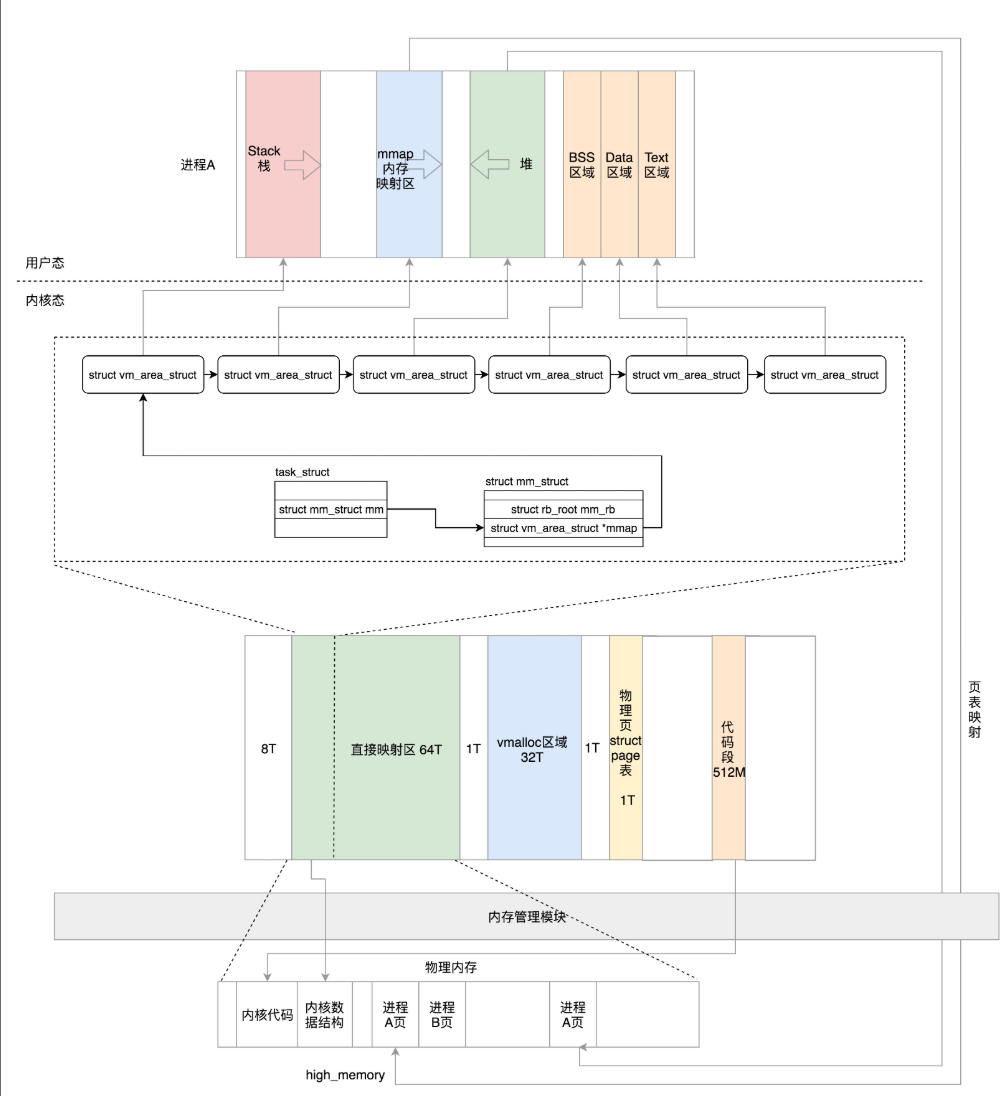 进程A
Stack
栈
mmap
内存
映射区
堆
BSS
区域
Data
区域
Text
区域
用户态
内核态
struct vm_area_struct
struct vm_area_struct
struct vm_area_struct
struct vm_area_struct
struct vm_area_struct
struct vm_area_struct
task_struct
struct mm_struct mm
struct mm_struct
struct rb_root mm_rb
struct vm_area_struct *mmap
8T
直接映射区 64T
1T
vmalloc区域
32T
1T
物
理
页
struct
page
表
1T
代
码
段
512M
页
表
映
射
内存管理模块
物理内存
内核代码
内核数
据结构
进程
A页
进程
B页
进程
A页
high_memory